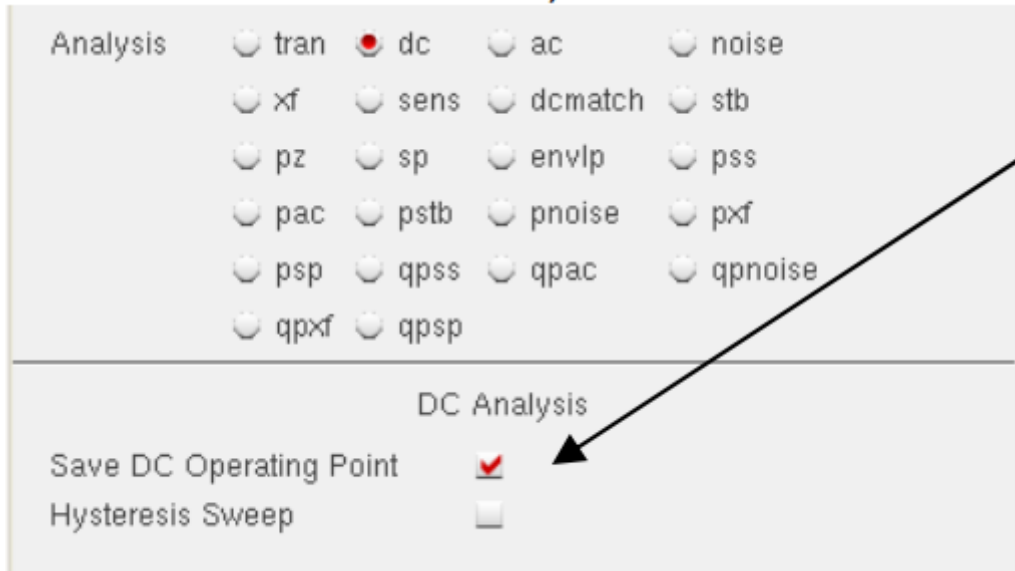 Analysis tran dc ac noise
xf sens dcmatch stb
pz sp envlp pss
pac pstb pnoise pxf
psp qpss qpac qpnoise
qpxf qpsp
DC Analysis
Save DC Operating Point
Hysteresis Sweep